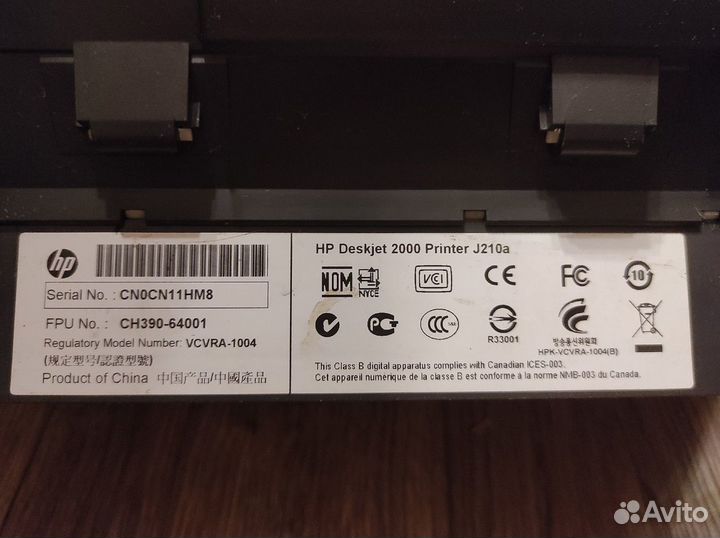 hp
Serial No. : CN0CN11HM8
FPU No. : CH390-64001
Regulatory Model Number: VCVRA-1004
(规定型号/認證型號)
Product of China 中国产品/中國產品
HP Deskjet 2000 Printer J210a
NOM NYCE VCCI CE FC 10
N PG CCC S&E R33001
방송통신위원회
HPK-VCVRA-1004(B)
This Class B digital apparatus complies with Canadian ICES-003.
Cet appareil numérique de la classe B est conforme à la norme NMB-003 du Canada.
Avito